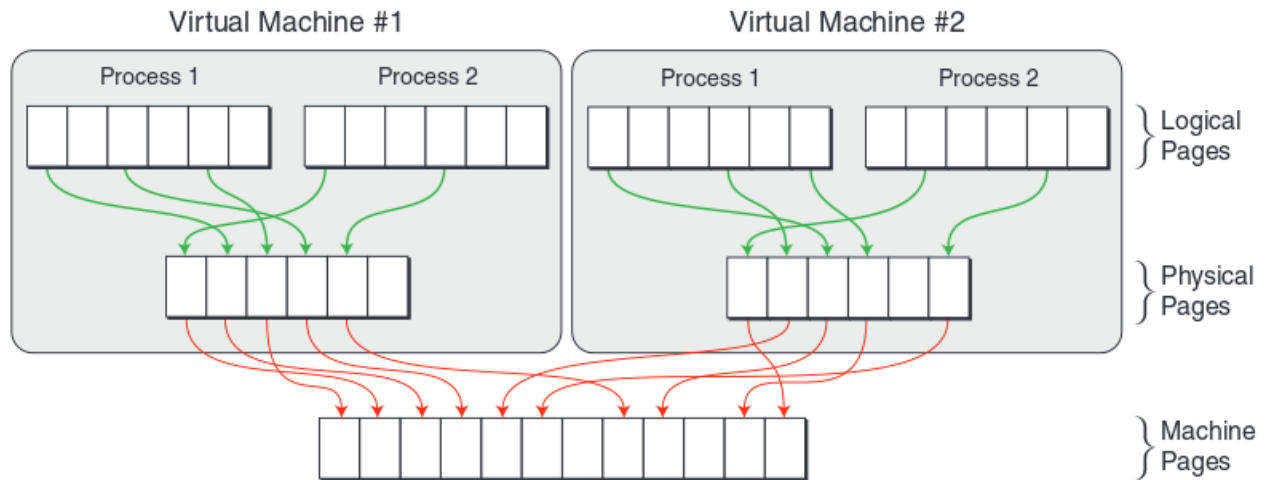 Virtual Machine #1
Virtual Machine #2
Process 1
Process 2
Process 1
Process 2
Logical
Pages
Physical
Pages
Machine
Pages